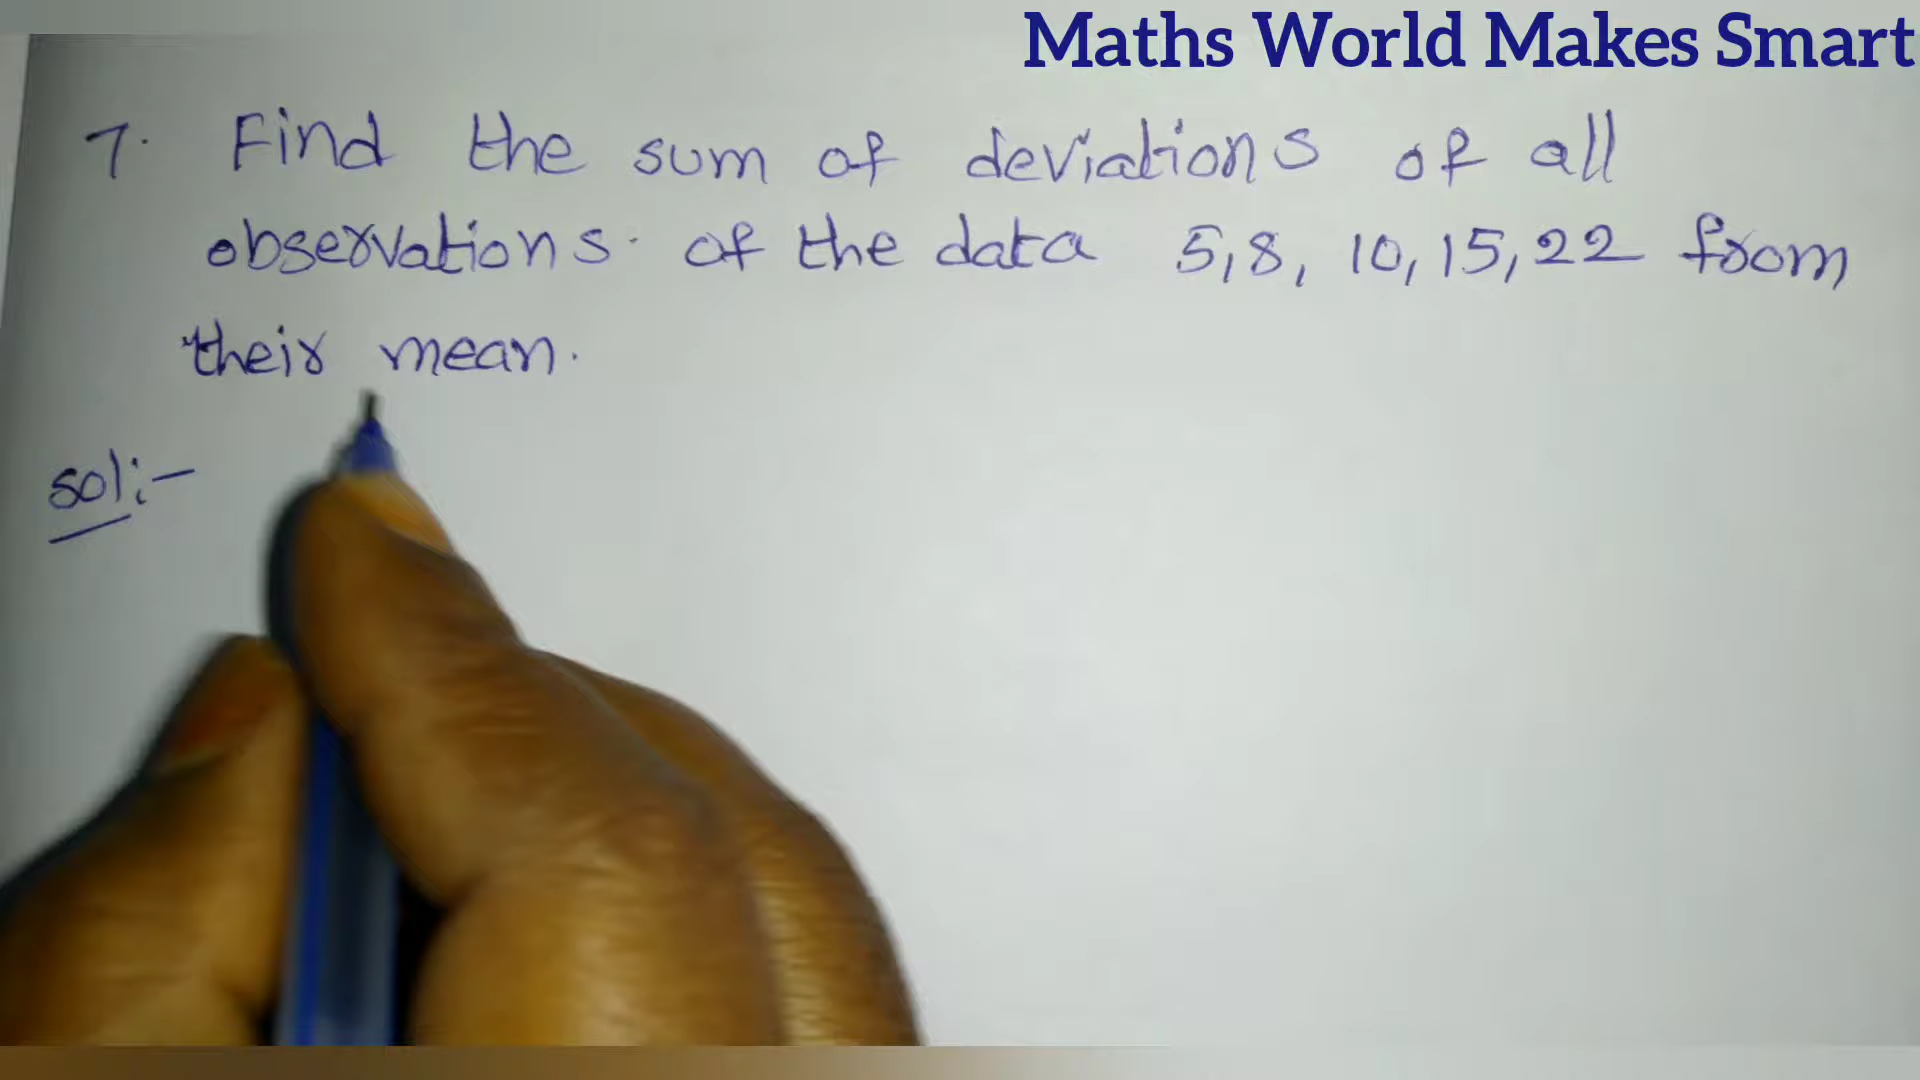 Maths World Makes Smart
7. Find the sum of deviations of all
observations. of the data 5,8, 10,15,22 from
their mean.
sol:-